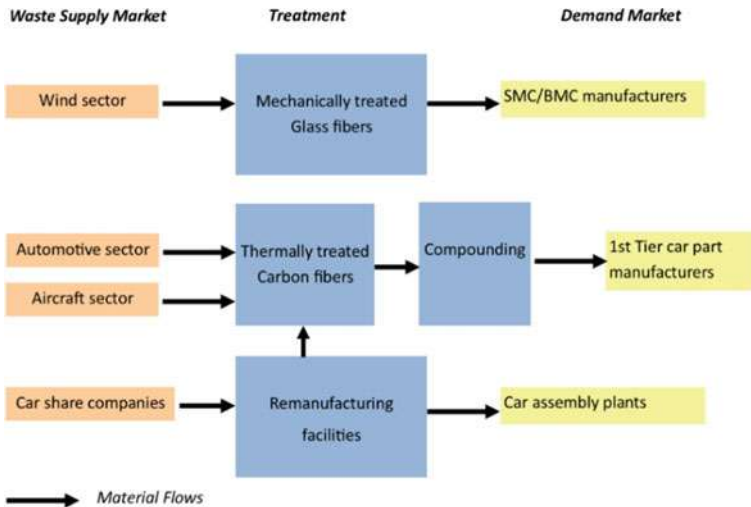 Waste Supply Market
Treatment
Demand Market
Wind sector
Mechanically treated
Glass fibers
SMC/BMC manufacturers
Automotive sector
Aircraft sector
Thermally treated
Carbon fibers
Compounding
1st Tier car part
manufacturers
Car share companies
Remanufacturing
facilities
Car assembly plants
Material Flows